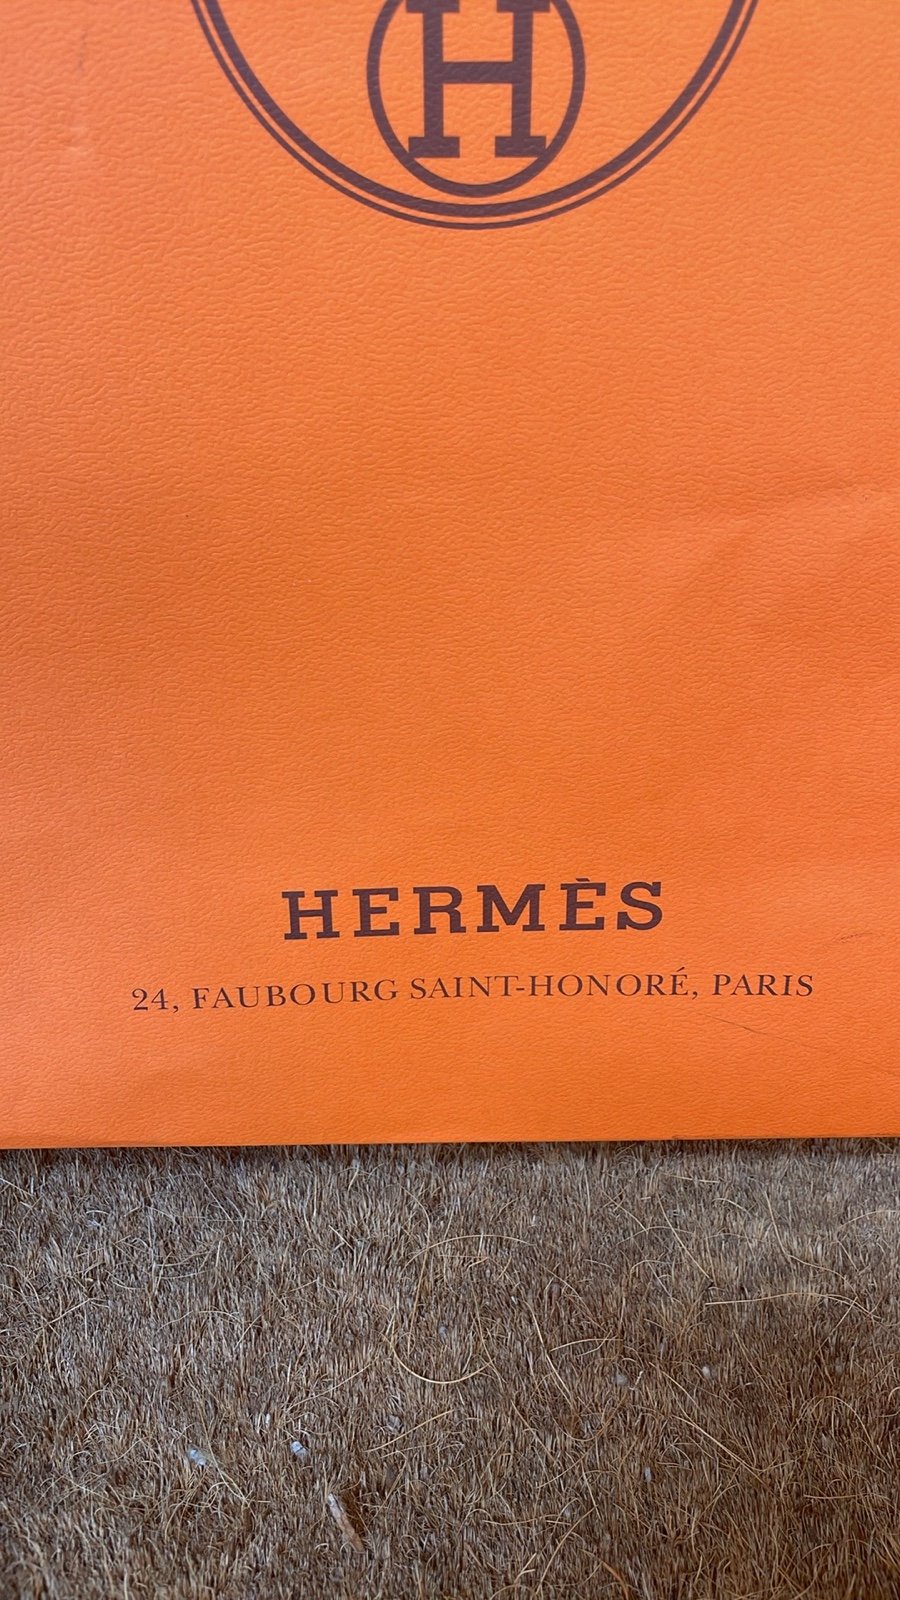 H
HERMÈS
24, FAUBOURG SAINT-HONORÉ, PARIS